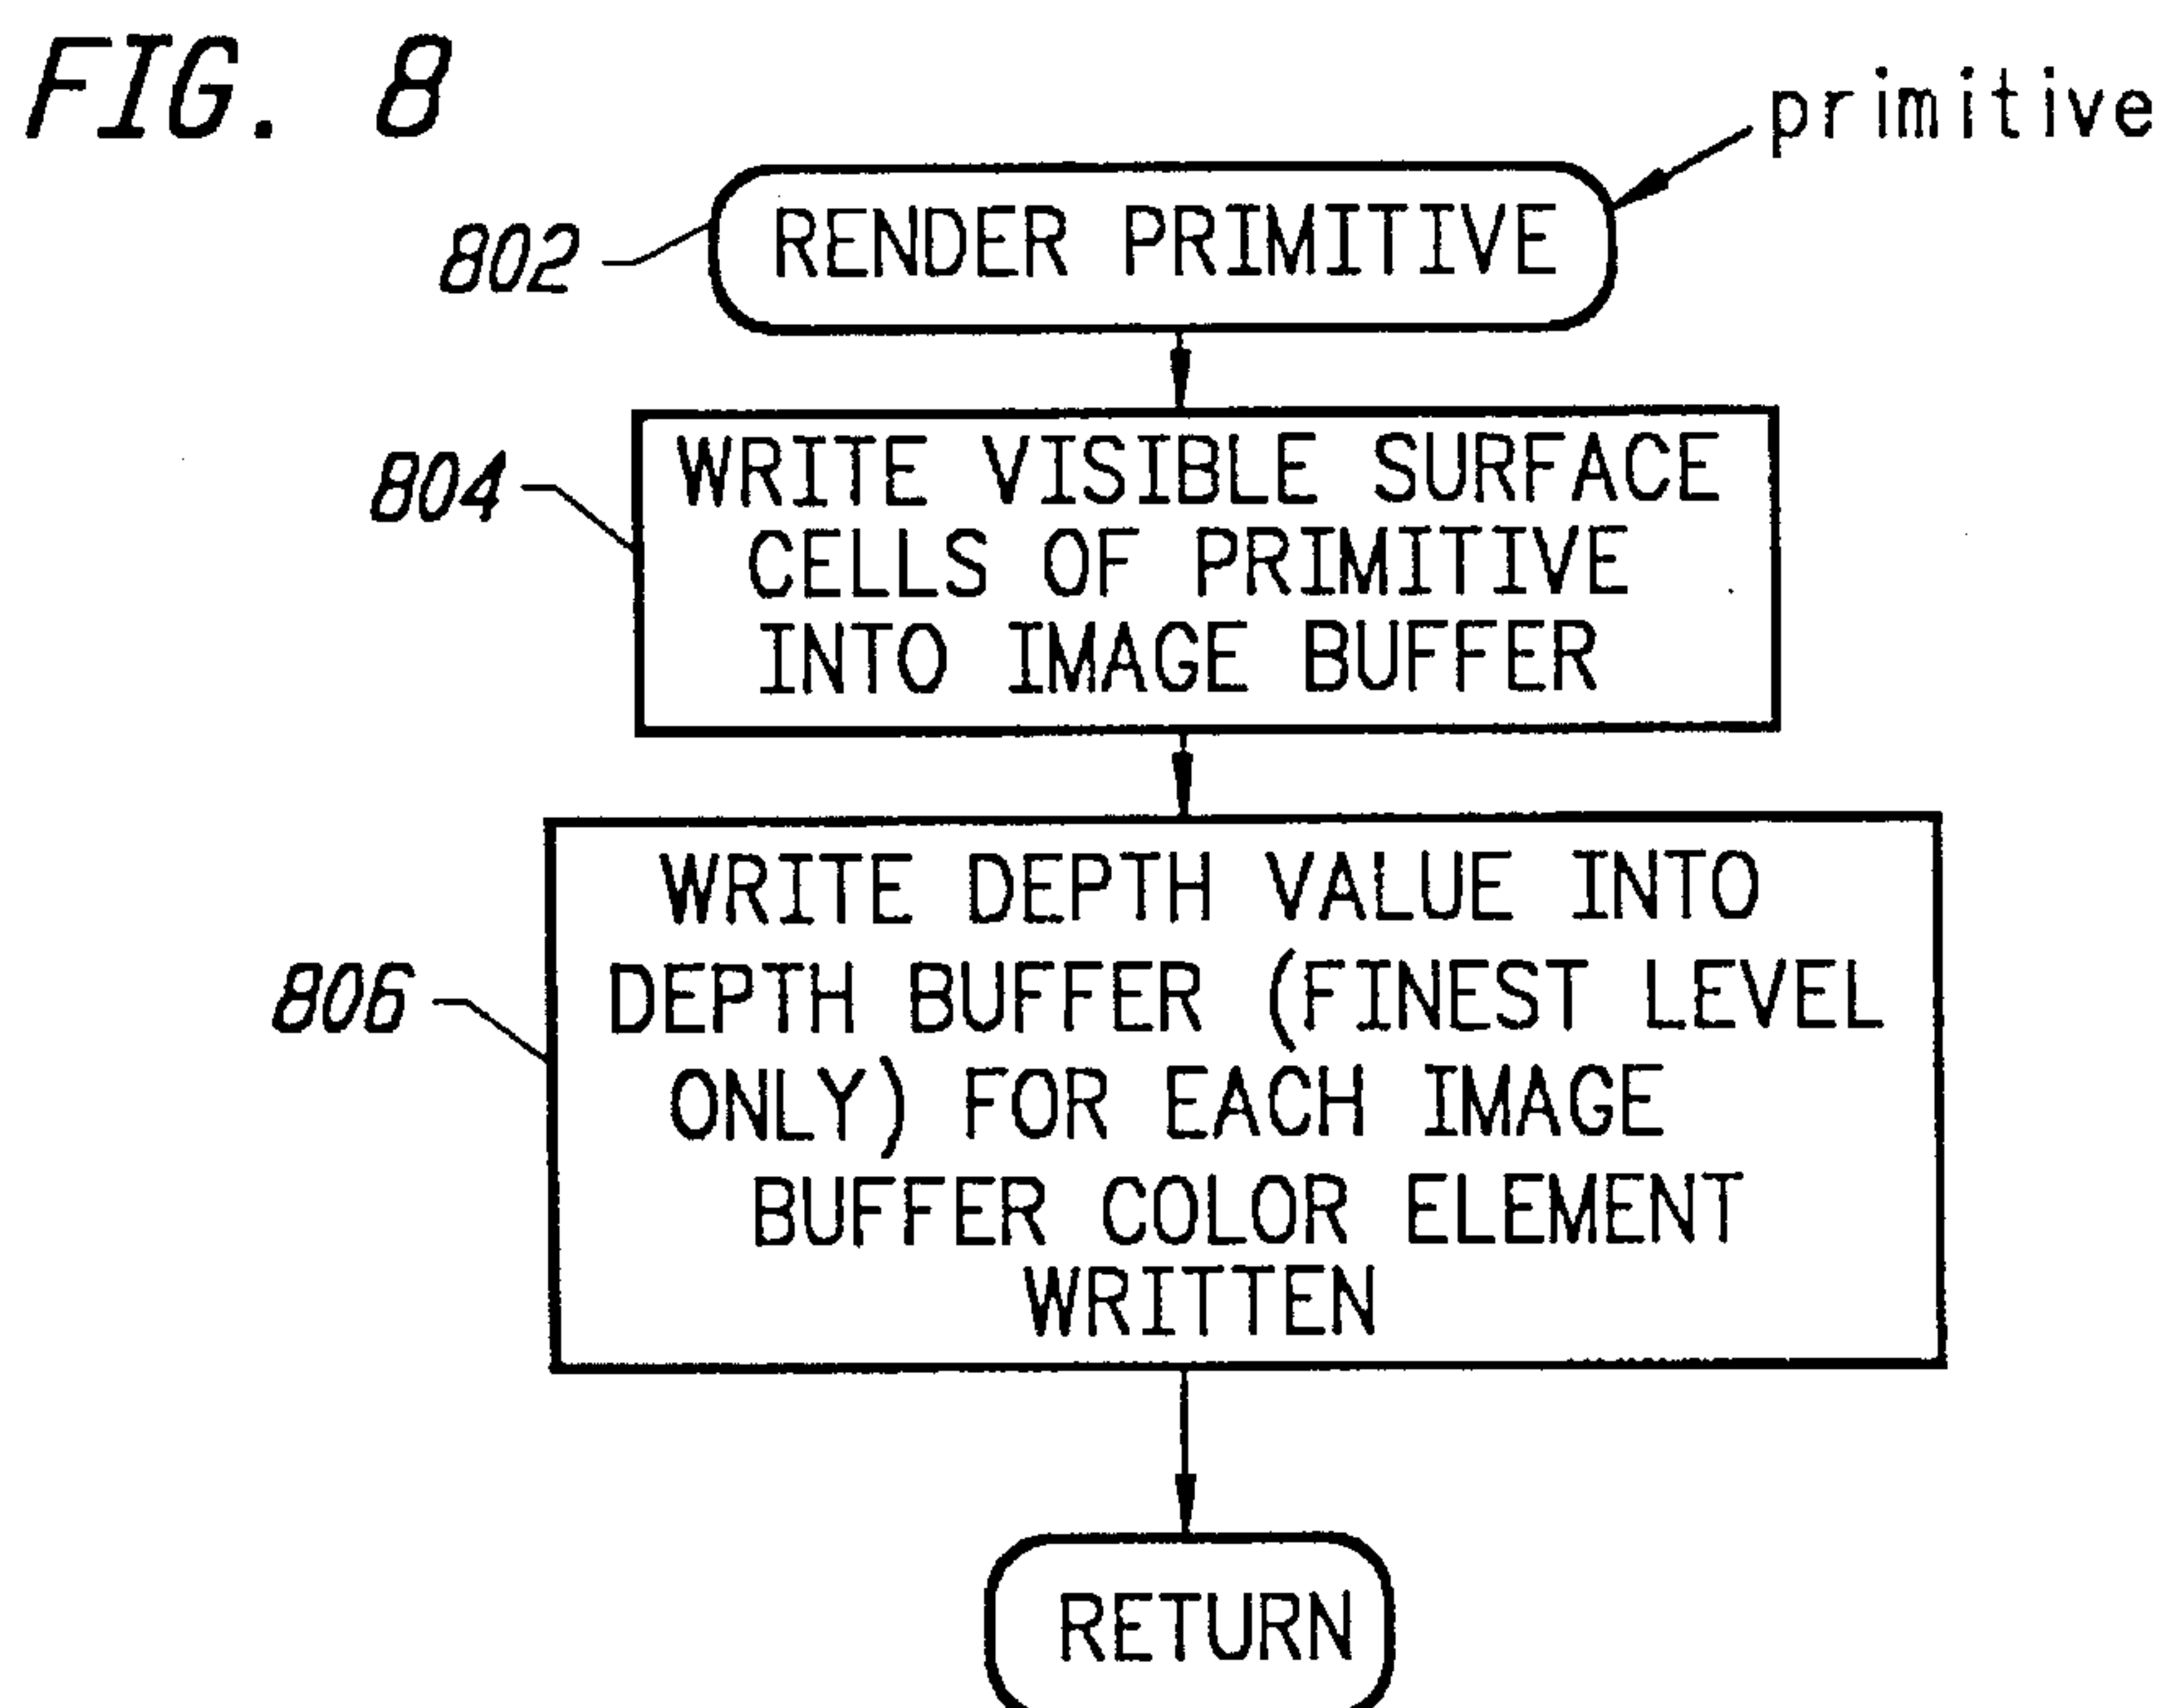 FIG. 8
primitive
802
RENDER PRIMITIVE
804
WRITE VISIBLE SURFACE
CELLS OF PRIMITIVE
INTO IMAGE BUFFER
806
WRITE DEPTH VALUE INTO
DEPTH BUFFER (FINEST LEVEL
ONLY) FOR EACH IMAGE
BUFFER COLOR ELEMENT
WRITTEN
RETURN